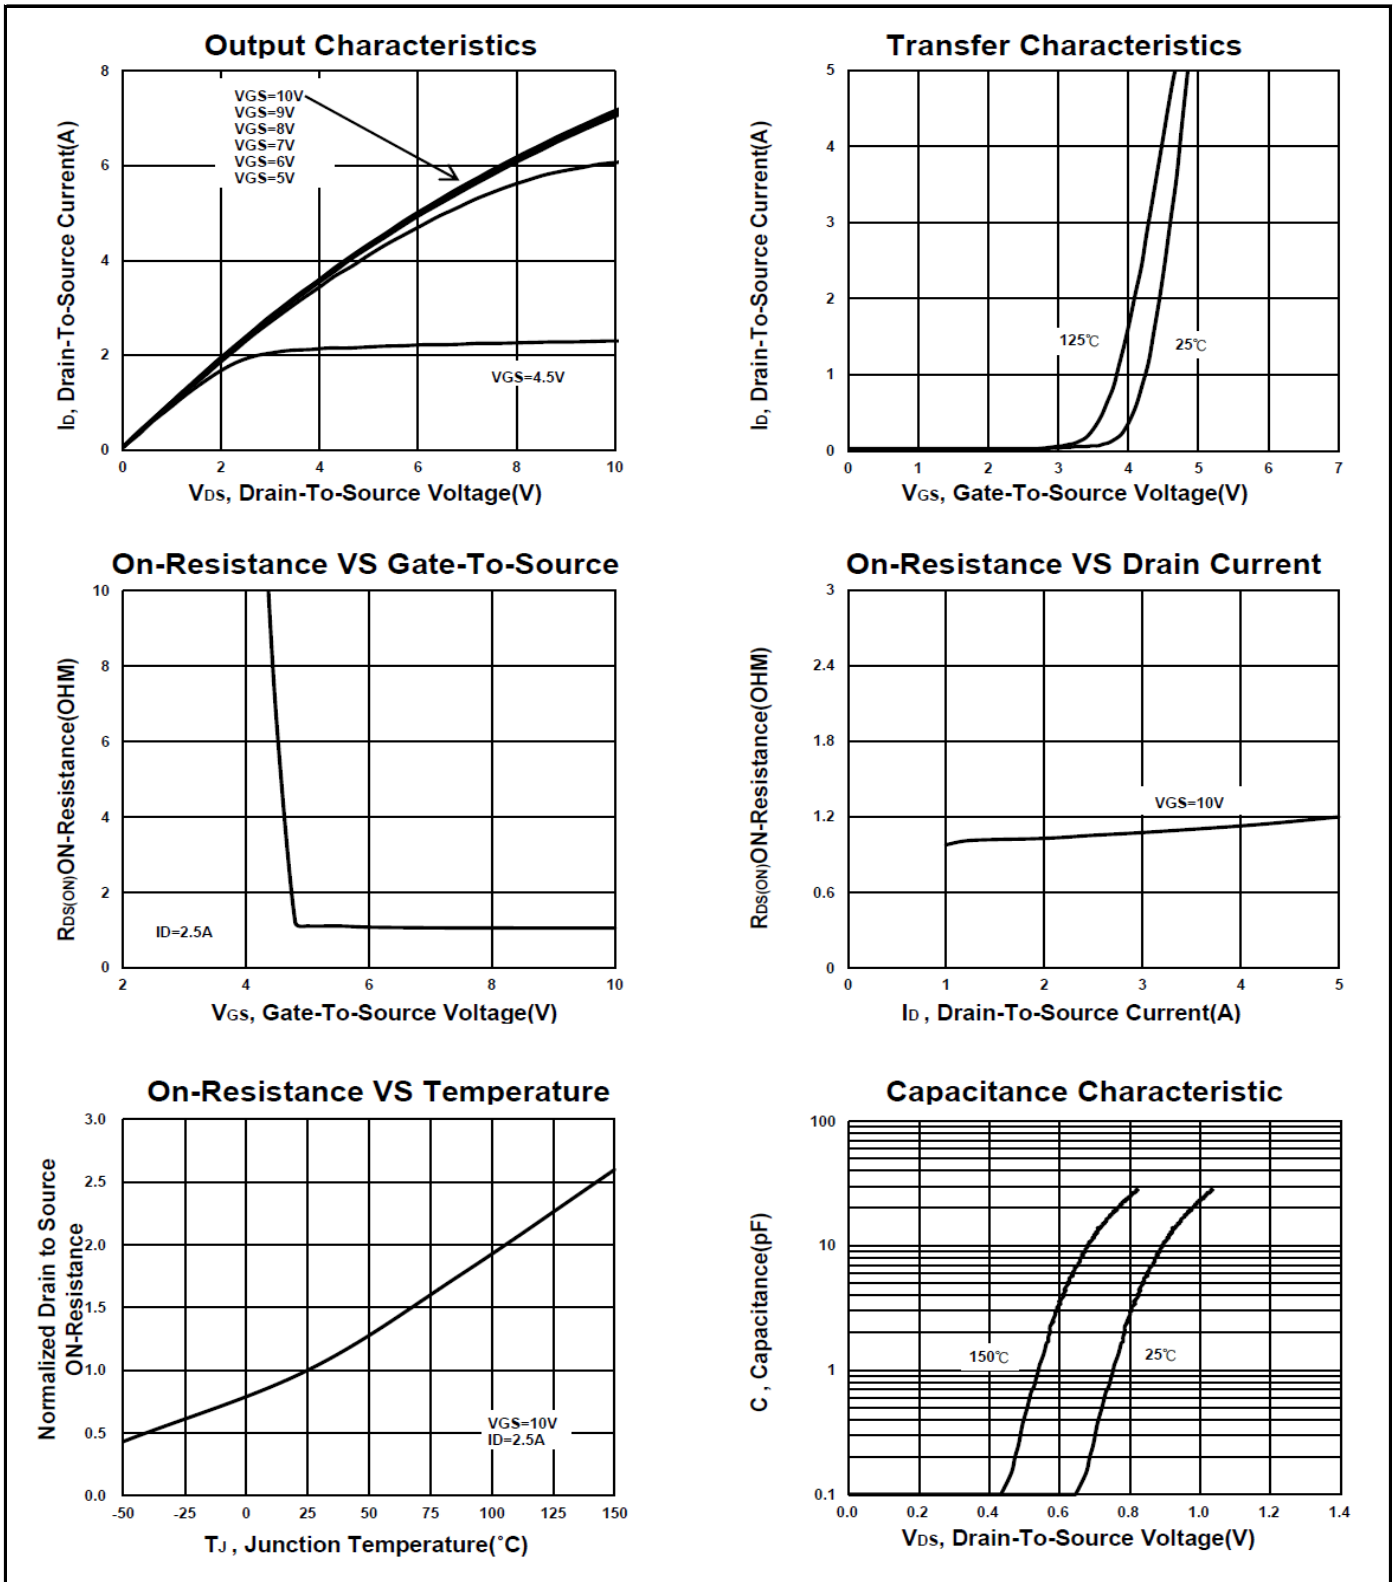 Output Characteristics
ID, Drain-To-Source Current(A)
8
6
4
2
0
VGS=10V
VGS=9V
VGS=8V
VGS=7V
VGS=6V
VGS=5V
VGS=4.5V
0 2 4 6 8 10
VDS, Drain-To-Source Voltage(V)
Transfer Characteristics
ID, Drain-To-Source Current(A)
5
4
3
2
1
0
125℃
25℃
0 1 2 3 4 5 6 7
VGS, Gate-To-Source Voltage(V)
On-Resistance VS Gate-To-Source
RDS(ON)ON-Resistance(OHM)
10
8
6
4
2
0
ID=2.5A
2 4 6 8 10
VGS, Gate-To-Source Voltage(V)
On-Resistance VS Drain Current
RDS(ON)ON-Resistance(OHM)
3
2.4
1.8
1.2
0.6
0
VGS=10V
0 1 2 3 4 5
ID , Drain-To-Source Current(A)
On-Resistance VS Temperature
Normalized Drain to Source
ON-Resistance
3.0
2.5
2.0
1.5
1.0
0.5
0.0
VGS=10V
ID=2.5A
-50 -25 0 25 50 75 100 125 150
TJ , Junction Temperature(˚C)
Capacitance Characteristic
C , Capacitance(pF)
100
10
1
0.1
150℃
25℃
0.0 0.2 0.4 0.6 0.8 1.0 1.2 1.4
VDS, Drain-To-Source Voltage(V)